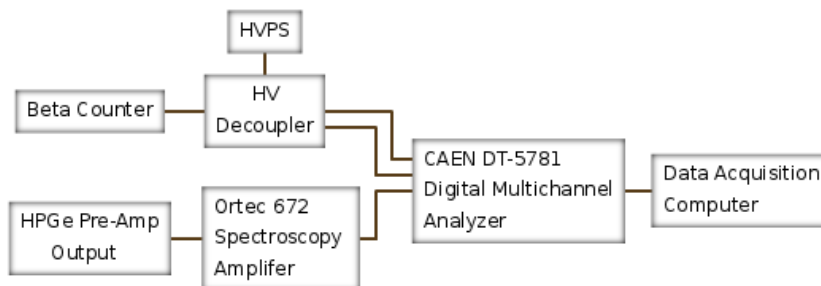 HVPS
HV
Decoupler
Beta Counter
CAEN DT-5781
Digital Multichannel
Analyzer
Data Acquisition
Computer
HPGe Pre-Amp
Output
Ortec 672
Spectroscopy
Amplifer